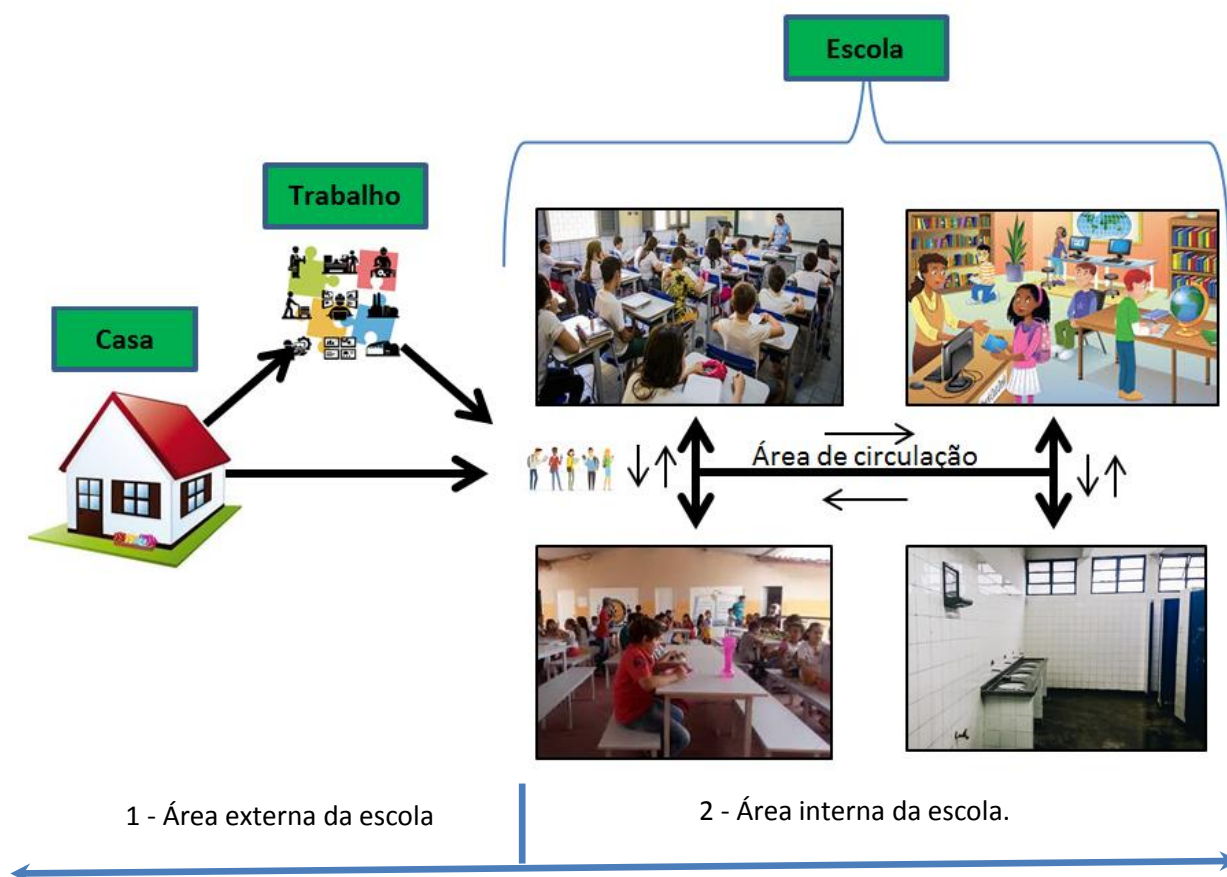 Escola
Trabalho
Casa
Área de circulação
1 - Área externa da escola
2 - Área interna da escola.